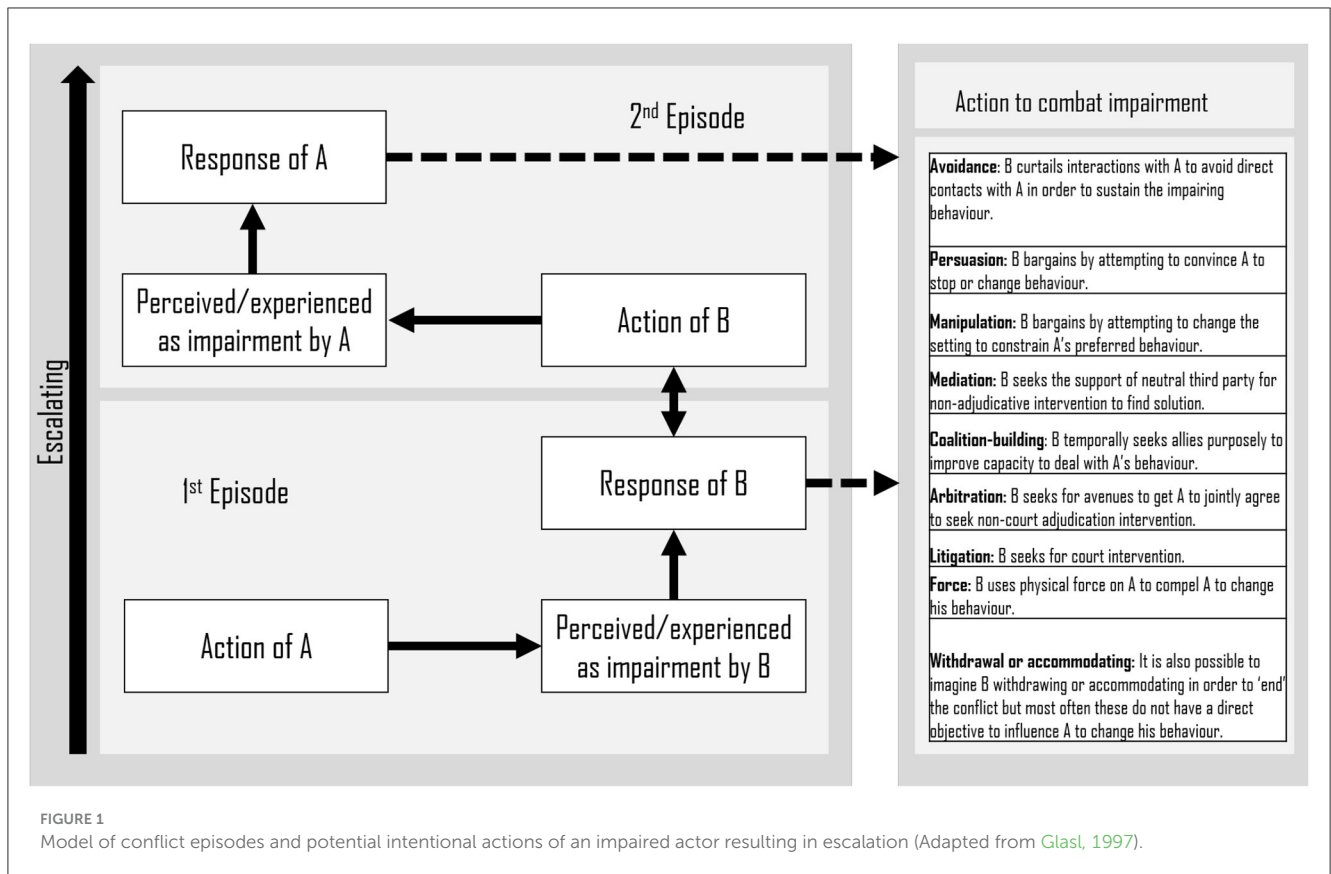 Escalating
2nd Episode
Response of A
Perceived/experienced
as impairment by A
Action of B
1st Episode
Response of B
Action of A
Perceived/experienced
as impairment by B
Action to combat impairment
Avoidance: B curtails interactions with A to avoid direct
contacts with A in order to sustain the impairing
behaviour.
Persuasion: B bargains by attempting to convince A to
stop or change behaviour.
Manipulation: B bargains by attempting to change the
setting to constrain A's preferred behaviour.
Mediation: B seeks the support of neutral third party for
non-adjudicative intervention to find solution.
Coalition-building: B temporally seeks allies purposely to
improve capacity to deal with A's behaviour.
Arbitration: B seeks for avenues to get A to jointly agree
to seek non-court adjudication intervention.
Litigation: B seeks for court intervention.
Force: B uses physical force on A to compel A to change
his behaviour.
Withdrawal or accommodating: It is also possible to
imagine B withdrawing or accommodating in order to 'end'
the conflict but most often these do not have a direct
objective to influence A to change his behaviour.
FIGURE 1
Model of conflict episodes and potential intentional actions of an impaired actor resulting in escalation (Adapted from Glasl, 1997).